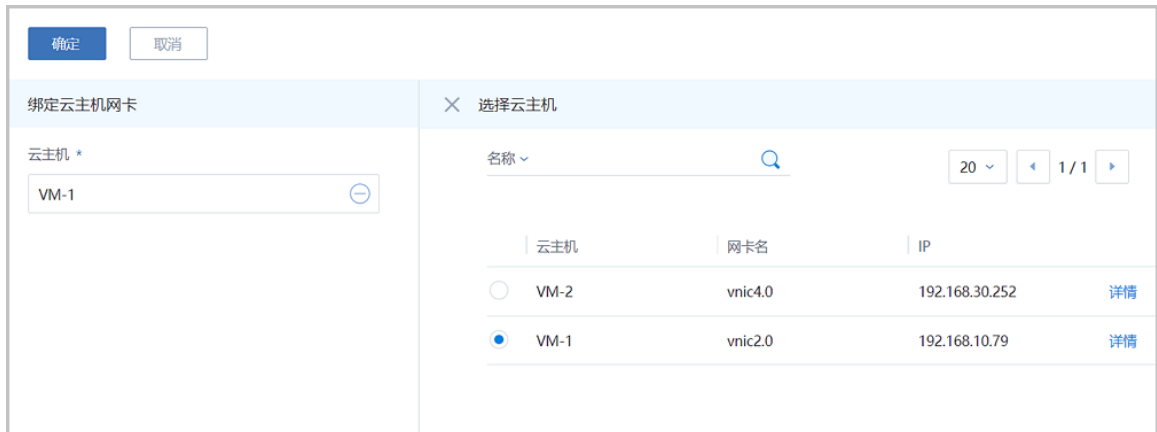 确定 取消
绑定云主机网卡
云主机 *
VM-1
选择云主机
名称
20 1 / 1
云主机 网卡名 IP
VM-2 vnic4.0 192.168.30.252 详情
VM-1 vnic2.0 192.168.10.79 详情